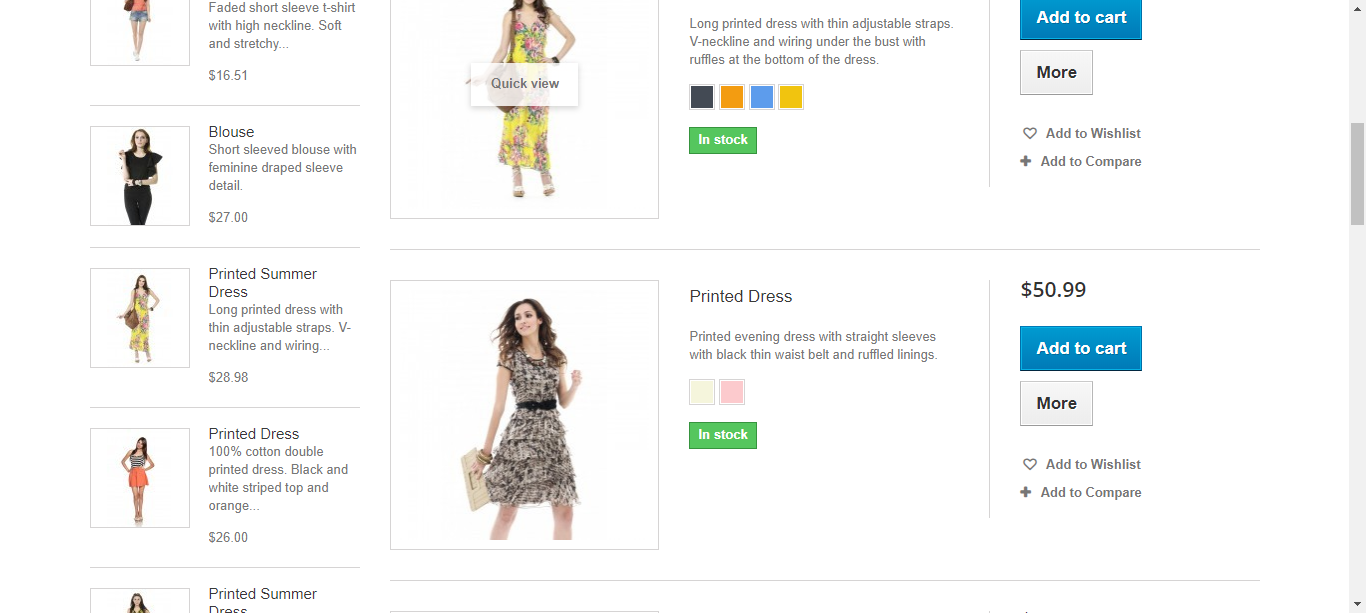 Faded short sleeve t-shirt
with high neckline. Soft
and stretchy...
$16.51
Blouse
Short sleeved blouse with
feminine draped sleeve
detail.
$27.00
Printed Summer
Dress
Long printed dress with
thin adjustable straps. V-
neckline and wiring...
$28.98
Printed Dress
100% cotton double
printed dress. Black and
white striped top and
orange...
$26.00
Printed Summer
Dress
Quick view
Long printed dress with thin adjustable straps.
V-neckline and wiring under the bust with
ruffles at the bottom of the dress.
In stock
Add to cart
More
Add to Wishlist
Add to Compare
Printed Dress
Printed evening dress with straight sleeves
with black thin waist belt and ruffled linings.
In stock
$50.99
Add to cart
More
Add to Wishlist
Add to Compare